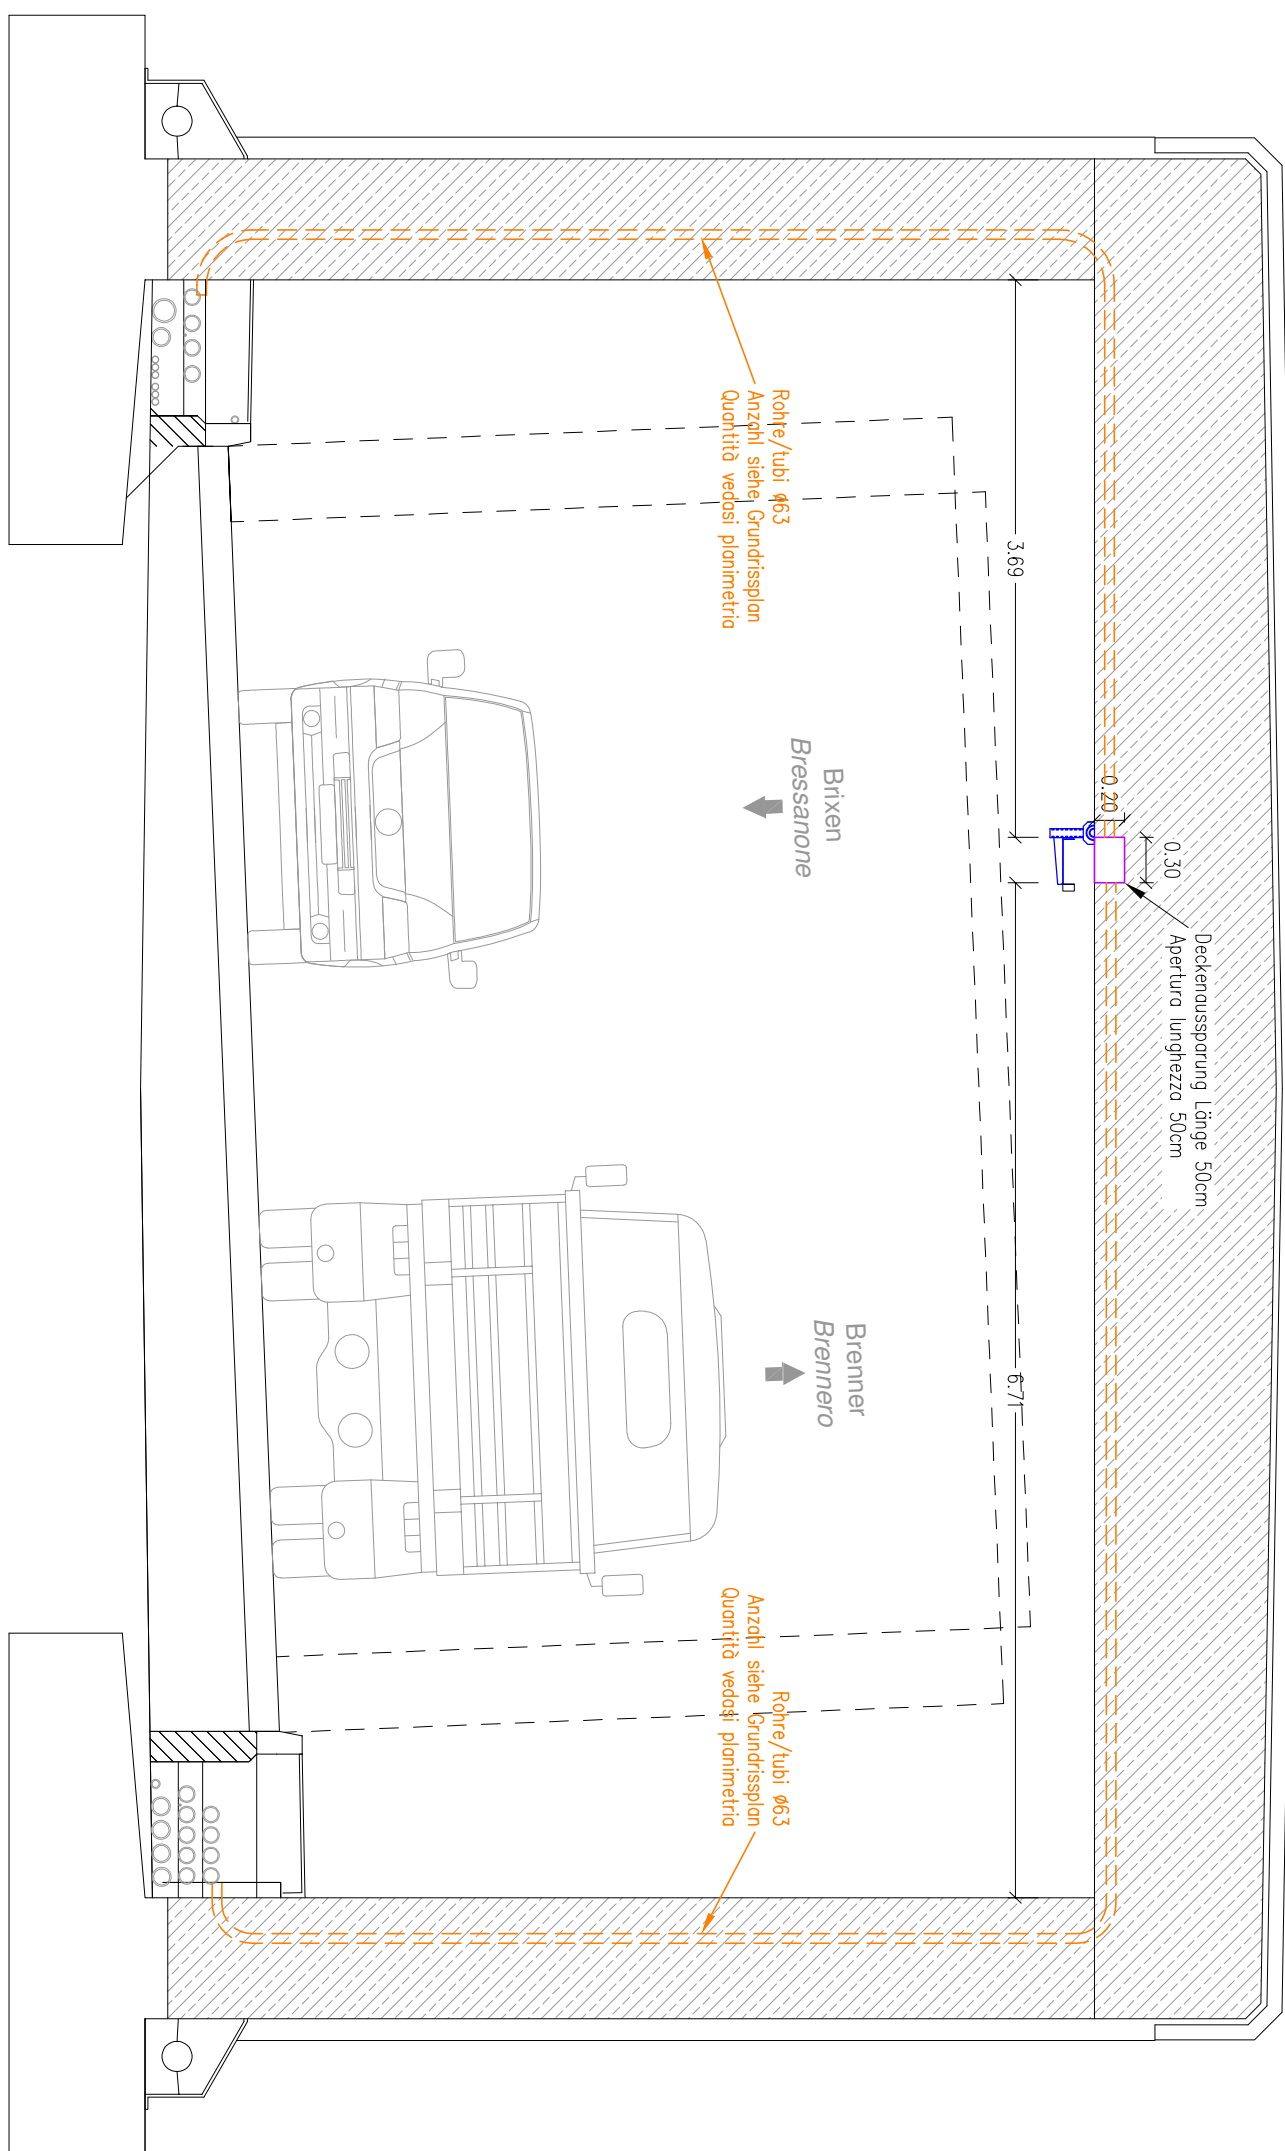 Deckenaussparung Länge 50cm
Apertura lunghezza 50cm
0.30
0.20
3.69
6.71
Brixen
Bressanone
Brenner
Brennero
Rohre/tubi ø63
Anzahl siehe Grundrissplan
Quantità vedasi planimetria
Rohre/tubi ø63
Anzahl siehe Grundrissplan
Quantità vedasi planimetria